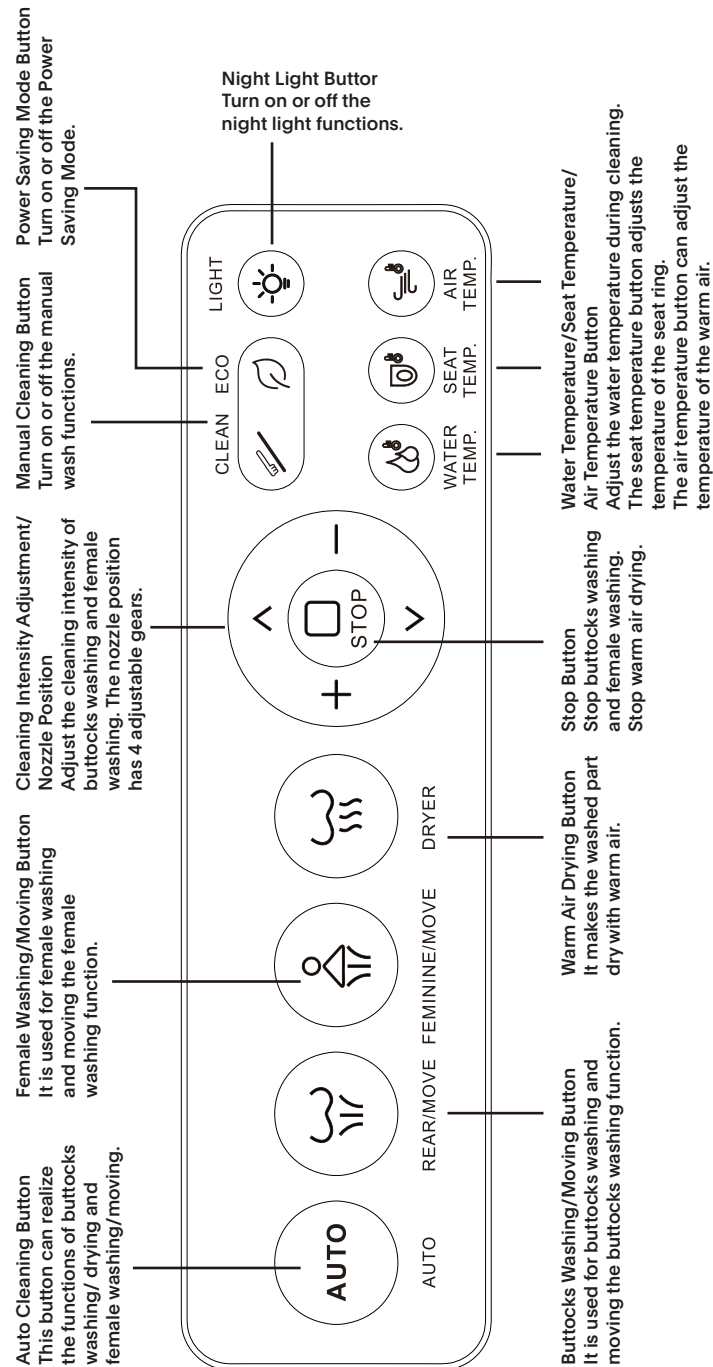 Auto Cleaning Button
This button can realize
the functions of buttocks
washing/ drying and
female washing/moving.
Female Washing/Moving Button
It is used for female washing
and moving the female
washing function.
Cleaning Intensity Adjustment/
Nozzle Position
Adjust the cleaning intensity of
buttocks washing and female
washing. The nozzle position
has 4 adjustable gears.
Manual Cleaning Button
Turn on or off the manual
wash functions.
Power Saving Mode Button
Turn on or off the Power
Saving Mode.
Night Light Buttor
Turn on or off the
night light functions.
AUTO
AUTO
REAR/MOVE
FEMININE/MOVE
DRYER
STOP
CLEAN
ECO
LIGHT
WATER
TEMP.
SEAT
TEMP.
AIR
TEMP.
Buttocks Washing/Moving Button
It is used for buttocks washing and
moving the buttocks washing function.
Warm Air Drying Button
It makes the washed part
dry with warm air.
Stop Button
Stop buttocks washing
and female washing.
Stop warm air drying.
Water Temperature/Seat Temperature/
Air Temperature Button
Adjust the water temperature during cleaning.
The seat temperature button adjusts the
temperature of the seat ring.
The air temperature button can adjust the
temperature of the warm air.